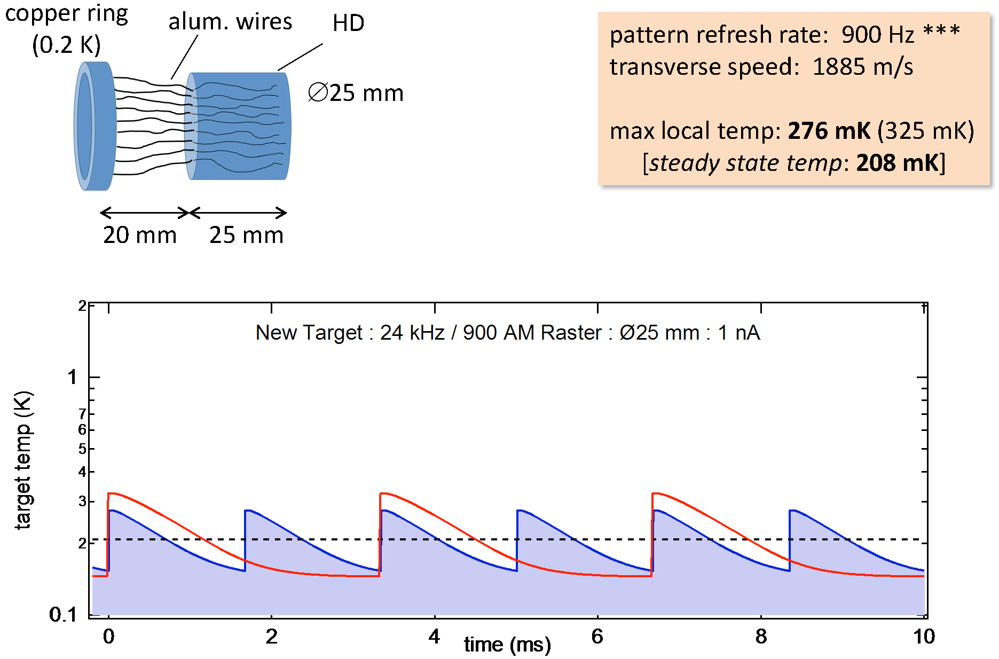 copper ring
(0.2 K)
alum. wires
HD
∅25 mm
20 mm
25 mm
pattern refresh rate:  900 Hz ***
transverse speed:  1885 m/s
max local temp: 276 mK (325 mK)
[steady state temp: 208 mK]
New Target : 24 kHz / 900 AM Raster : Ø25 mm : 1 nA
target temp (K)
2
1
7
6
5
4
3
2
0.1
0
2
4
6
8
10
time (ms)